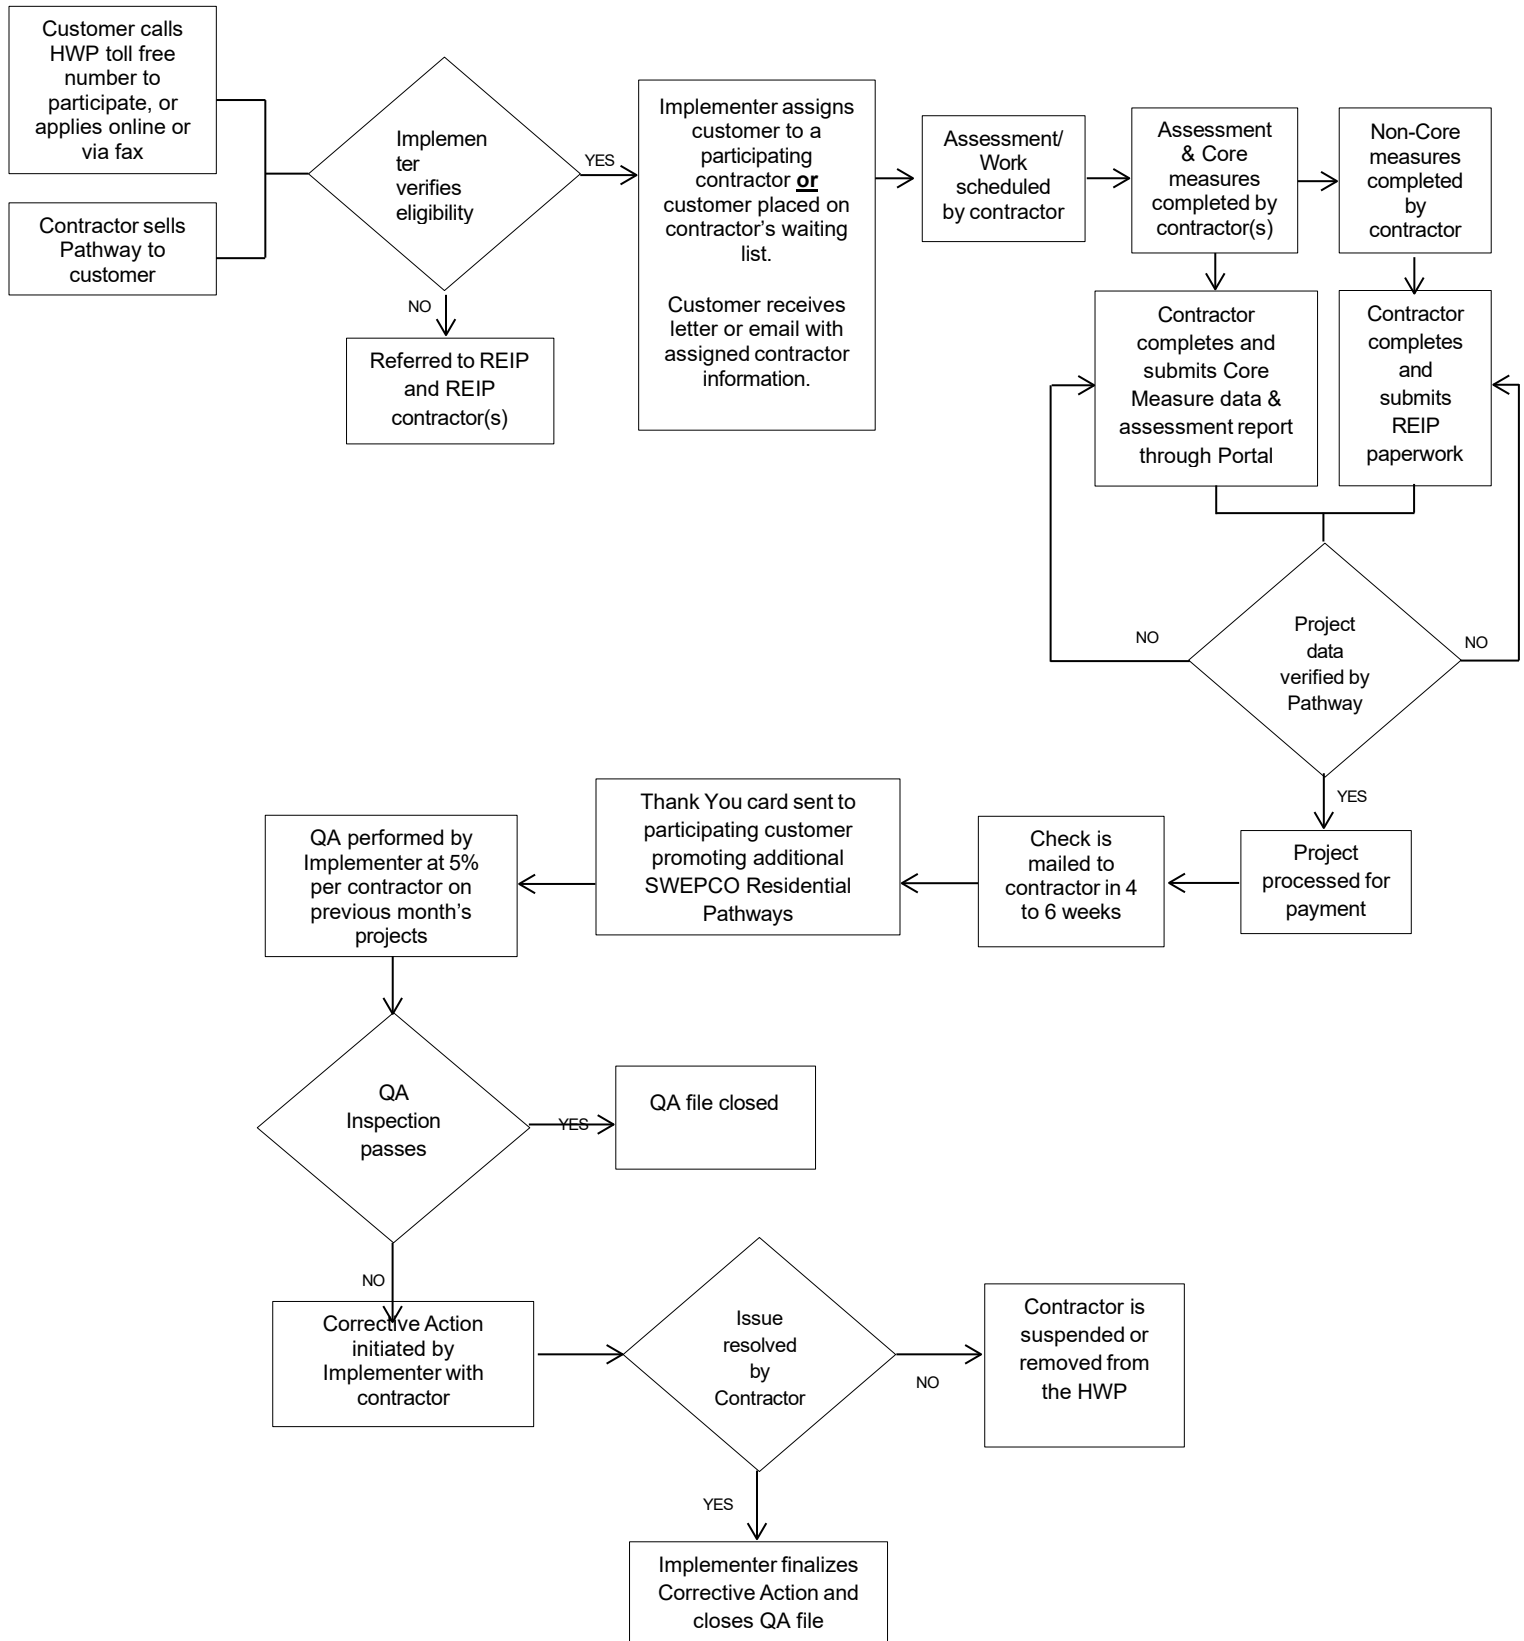 Customer calls
HWP toll free
number to
participate, or
applies online or
via fax
Contractor sells
Pathway to
customer
Implemen
ter
verifies
eligibility
YES
NO
Referred to REIP
and REIP
contractor(s)
Implementer assigns
customer to a
participating
contractor or
customer placed on
contractor’s waiting
list.
Customer receives
letter or email with
assigned contractor
information.
Assessment/
Work
scheduled
by contractor
Assessment
& Core
measures
completed by
contractor(s)
Non-Core
measures
completed
by
contractor
Contractor
completes and
submits Core
Measure data &
assessment report
through Portal
Contractor
completes
and
submits
REIP
paperwork
NO
Project
data
verified by
Pathway
NO
YES
Project
processed for
payment
Check is
mailed to
contractor in 4
to 6 weeks
Thank You card sent to
participating customer
promoting additional
SWEPCO Residential
Pathways
QA performed by
Implementer at 5%
per contractor on
previous month’s
projects
QA
Inspection
passes
YES
QA file closed
NO
Corrective Action
initiated by
Implementer with
contractor
Issue
resolved
by
Contractor
NO
Contractor is
suspended or
removed from
the HWP
YES
Implementer finalizes
Corrective Action and
closes QA file